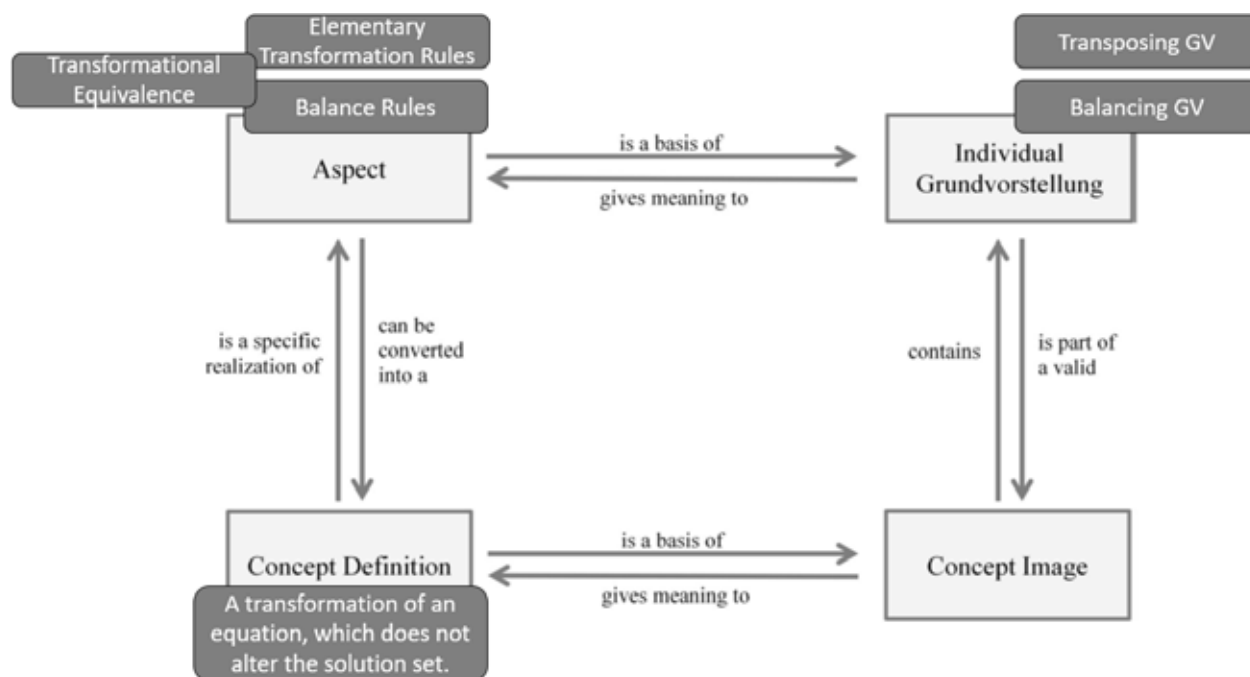 Elementary
Transformation Rules
Transposing GV
Transformational
Equivalence
Balance Rules
Balancing GV
Aspect
is a basis of
gives meaning to
Individual
Grundvorstellung
is a specific
realization of
can be
converted
into a
contains
is part of
a valid
Concept Definition
is a basis of
gives meaning to
Concept Image
A transformation of an
equation, which does not
alter the solution set.